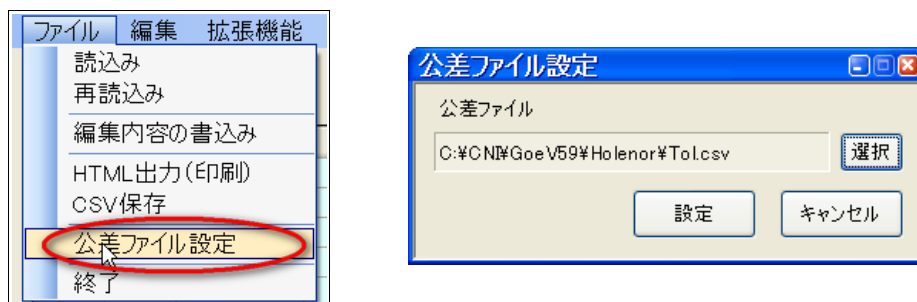 ファイル 編集 拡張機能
読込み
再読込み
編集内容の書込み
HTML出力(印刷)
CSV保存
公差ファイル設定
終了
公差ファイル設定
公差ファイル
C:¥CNI¥GoeV59¥Holenor¥Tol.csv 選択
設定 キャンセル